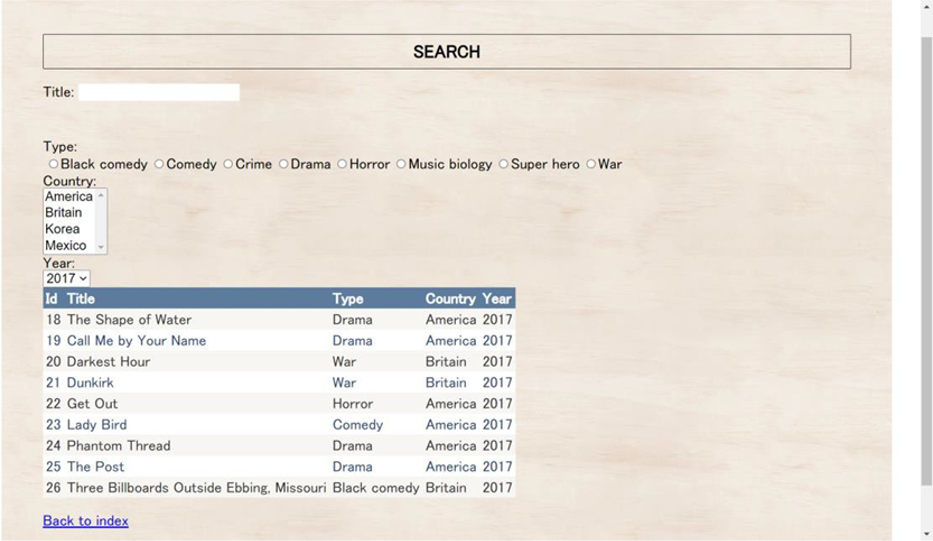 SEARCH
Title:
Type:
Black comedy Comedy Crime Drama Horror Music biology Super hero War
Country:
America
Britain
Korea
Mexico
Year:
2017
Id Title Type Country Year
18 The Shape of Water Drama America 2017
19 Call Me by Your Name Drama America 2017
20 Darkest Hour War Britain 2017
21 Dunkirk War Britain 2017
22 Get Out Horror America 2017
23 Lady Bird Comedy America 2017
24 Phantom Thread Drama America 2017
25 The Post Drama America 2017
26 Three Billboards Outside Ebbing, Missouri Black comedy Britain 2017
Back to index